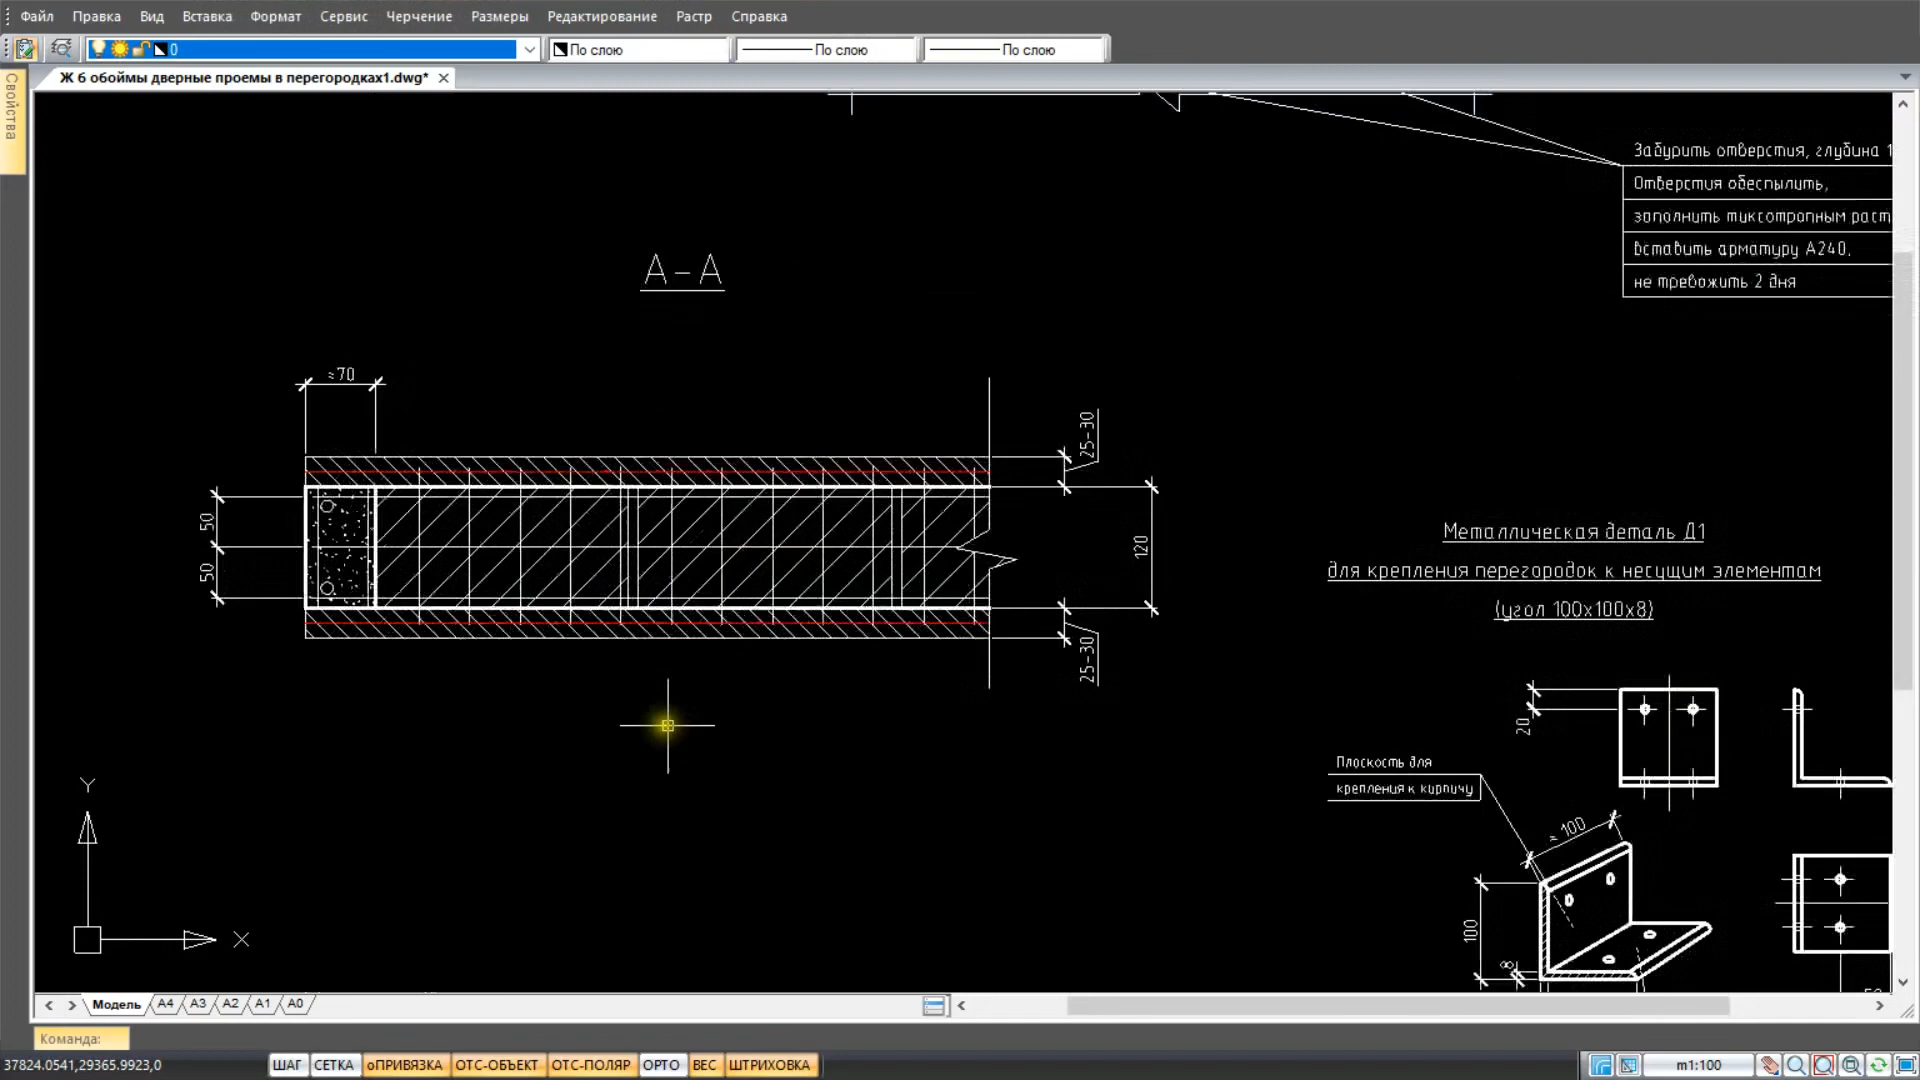 Файл Правка Вид Вставка Формат Сервис Черчение Размеры Редактирование Растр Справка
0 По слою По слою По слою
Ж 6 обоймы дверные проемы в перегородках1.dwg*
Свойства
Забурить отверстия, глубина 1
Отверстия обеспылить,
заполнить тиксотропным раст
вставить арматуру А240,
не тревожить 2 дня
А-А
≈70
25-30
50
50
120
25-30
Металлическая деталь Д1
для крепления перегородок к несущим элементам
(угол 100х100х8)
20
Плоскость для
крепления к кирпичу
≈ 100
100
8
Y
X
Модель А4 А3 А2 А1 А0
Команда:
37824.0541,29365.9923,0 ШАГ СЕТКА оПРИВЯЗКА ОТС-ОБЪЕКТ ОТС-ПОЛЯР ОРТО ВЕС ШТРИХОВКА m1:100